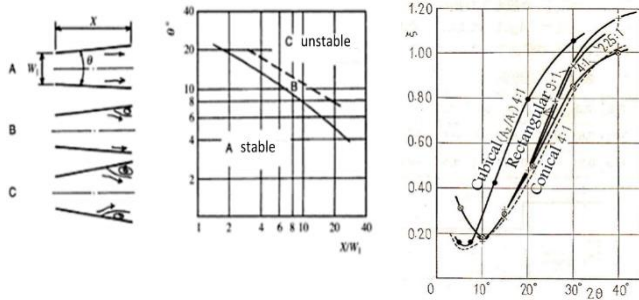 X
A
W₁
θ
B
C
θ°
40
20
10
8
6
4
2
C unstable
B
A stable
1
2
4
6
8
10
20
40
X/W₁
ξ
1.20
1.00
0.80
0.60
0.40
0.20
0
10°
20°
30°
2θ
40°
Cubical (A₂/A₁) 4:1
Rectangular 9:1
Conical 4:1
4:1
2.25:1